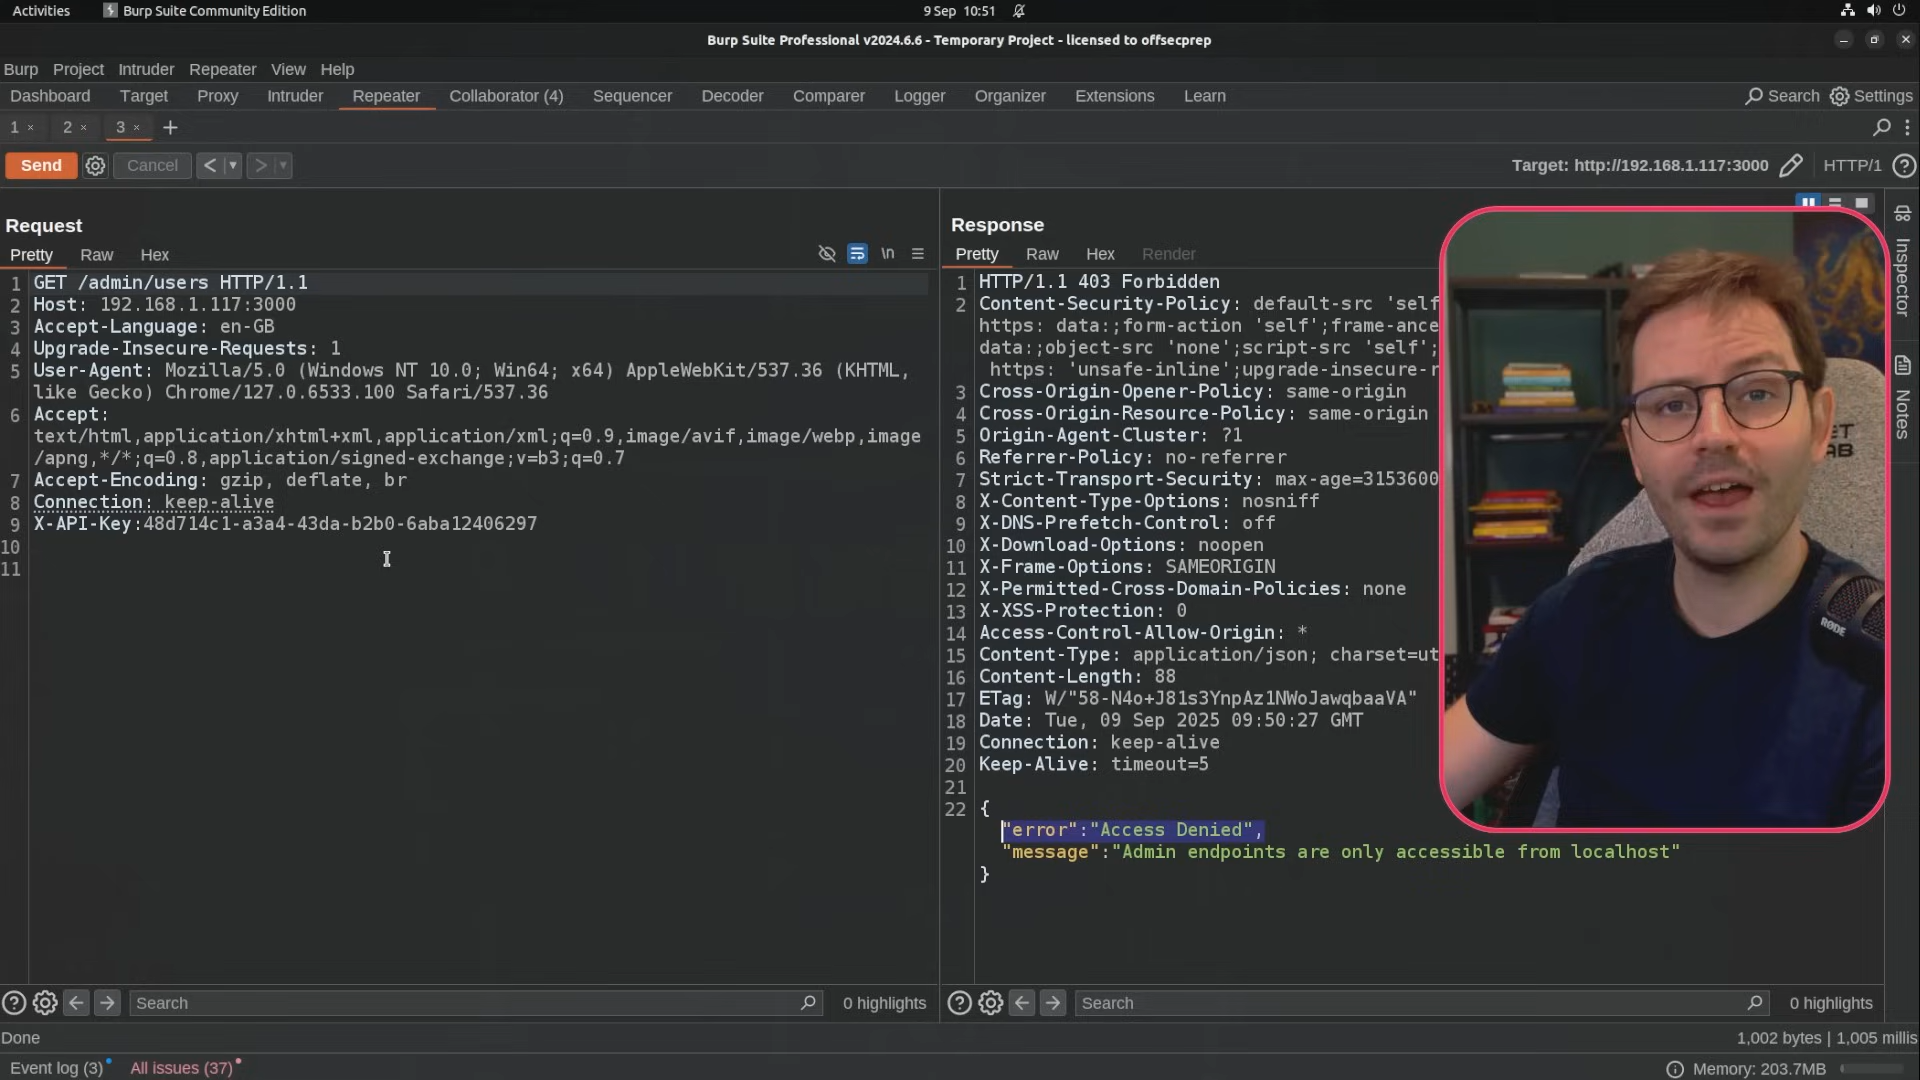 Activities
Burp Suite Community Edition
9 Sep 10:51
Burp Suite Professional v2024.6.6 - Temporary Project - licensed to offsecprep
Burp Project Intruder Repeater View Help
Dashboard Target Proxy Intruder Repeater Collaborator (4) Sequencer Decoder Comparer Logger Organizer Extensions Learn
Search Settings
1 × 2 × 3 × +
Send Cancel < >
Target: http://192.168.1.117:3000 HTTP/1
Request
Pretty Raw Hex
\n
1 GET /admin/users HTTP/1.1
2 Host: 192.168.1.117:3000
3 Accept-Language: en-GB
4 Upgrade-Insecure-Requests: 1
5 User-Agent: Mozilla/5.0 (Windows NT 10.0; Win64; x64) AppleWebKit/537.36 (KHTML,
like Gecko) Chrome/127.0.6533.100 Safari/537.36
6 Accept:
text/html,application/xhtml+xml,application/xml;q=0.9,image/avif,image/webp,image
/apng,*/*;q=0.8,application/signed-exchange;v=b3;q=0.7
7 Accept-Encoding: gzip, deflate, br
8 Connection: keep-alive
9 X-API-Key:48d714c1-a3a4-43da-b2b0-6aba12406297
10
11
Response
Pretty Raw Hex Render
1 HTTP/1.1 403 Forbidden
2 Content-Security-Policy: default-src 'self
https: data:;form-action 'self';frame-ance
data:;object-src 'none';script-src 'self';
https: 'unsafe-inline';upgrade-insecure-r
3 Cross-Origin-Opener-Policy: same-origin
4 Cross-Origin-Resource-Policy: same-origin
5 Origin-Agent-Cluster: ?1
6 Referrer-Policy: no-referrer
7 Strict-Transport-Security: max-age=3153600
8 X-Content-Type-Options: nosniff
9 X-DNS-Prefetch-Control: off
10 X-Download-Options: noopen
11 X-Frame-Options: SAMEORIGIN
12 X-Permitted-Cross-Domain-Policies: none
13 X-XSS-Protection: 0
14 Access-Control-Allow-Origin: *
15 Content-Type: application/json; charset=ut
16 Content-Length: 88
17 ETag: W/"58-N4o+J81s3YnpAz1NWoJawqbaaVA"
18 Date: Tue, 09 Sep 2025 09:50:27 GMT
19 Connection: keep-alive
20 Keep-Alive: timeout=5
21
22 {
"error":"Access Denied",
"message":"Admin endpoints are only accessible from localhost"
}
Inspector
Notes
RØDE
Search
0 highlights
Search
0 highlights
Done
1,002 bytes | 1,005 millis
Event log (3) All issues (37)
Memory: 203.7MB